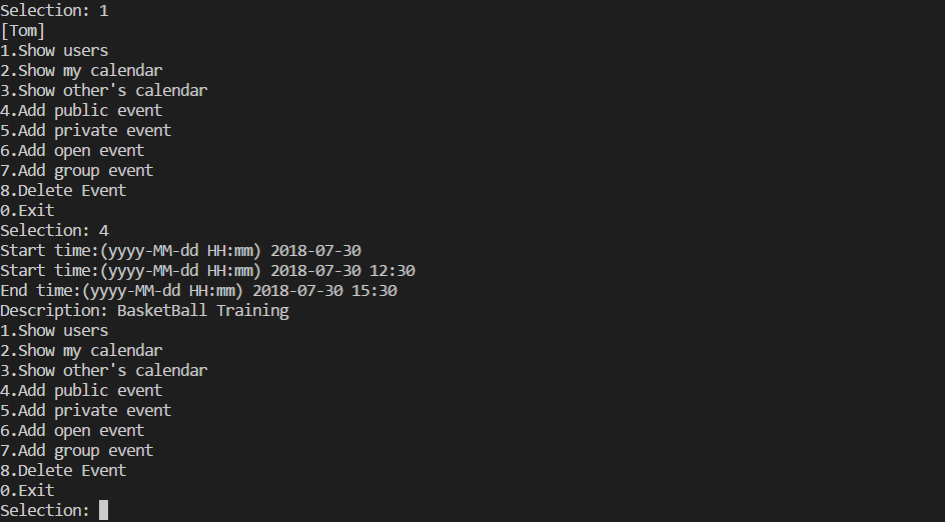 Selection: 1
[Tom]
1.Show users
2.Show my calendar
3.Show other's calendar
4.Add public event
5.Add private event
6.Add open event
7.Add group event
8.Delete Event
0.Exit
Selection: 4
Start time:(yyyy-MM-dd HH:mm) 2018-07-30
Start time:(yyyy-MM-dd HH:mm) 2018-07-30 12:30
End time:(yyyy-MM-dd HH:mm) 2018-07-30 15:30
Description: BasketBall Training
1.Show users
2.Show my calendar
3.Show other's calendar
4.Add public event
5.Add private event
6.Add open event
7.Add group event
8.Delete Event
0.Exit
Selection: